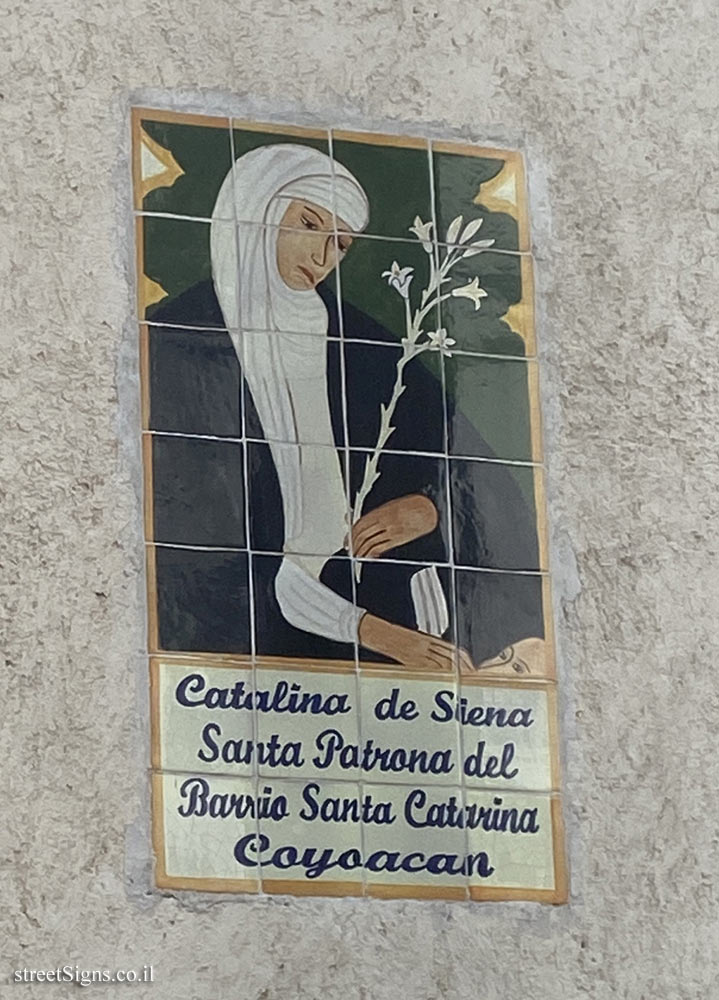 Catalina de Siena
Santa Patrona del
Barrio Santa Catarina
Coyoacan
streetSigns.co.il